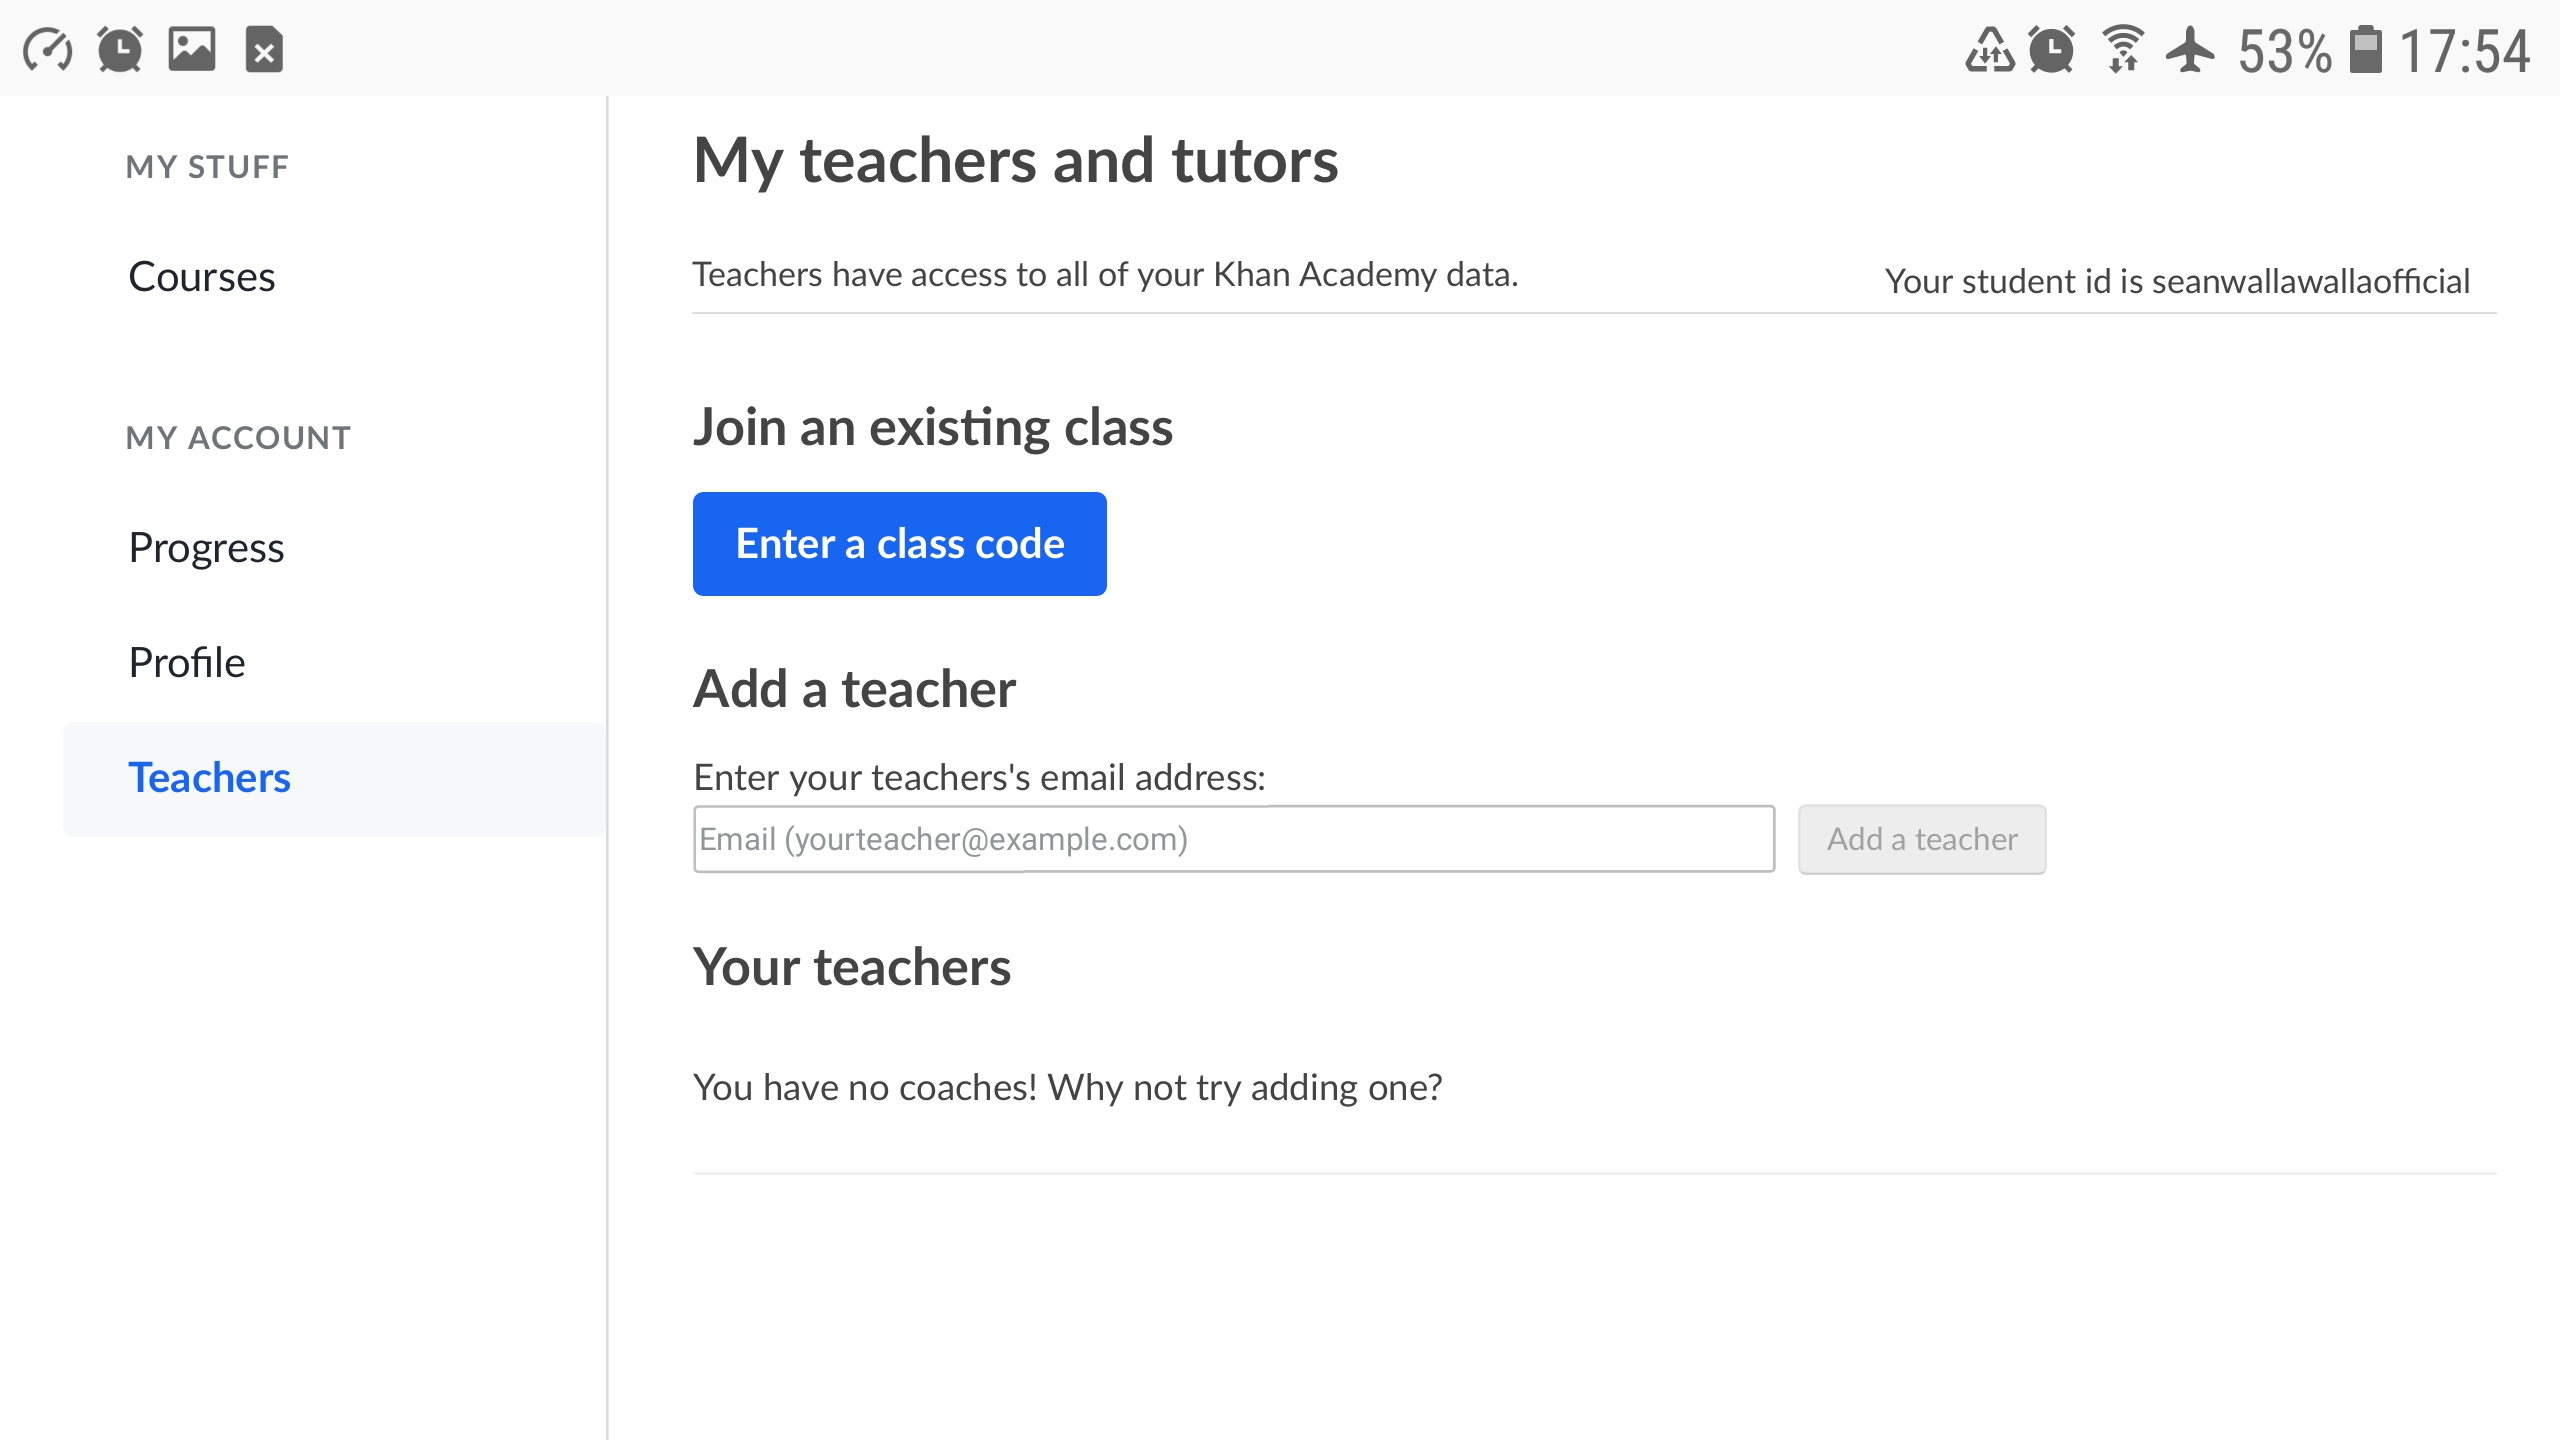 53% 17:54
MY STUFF
Courses
MY ACCOUNT
Progress
Profile
Teachers
My teachers and tutors
Teachers have access to all of your Khan Academy data.
Your student id is seanwallawallaofficial
Join an existing class
Enter a class code
Add a teacher
Enter your teachers's email address:
Email (yourteacher@example.com)
Add a teacher
Your teachers
You have no coaches! Why not try adding one?